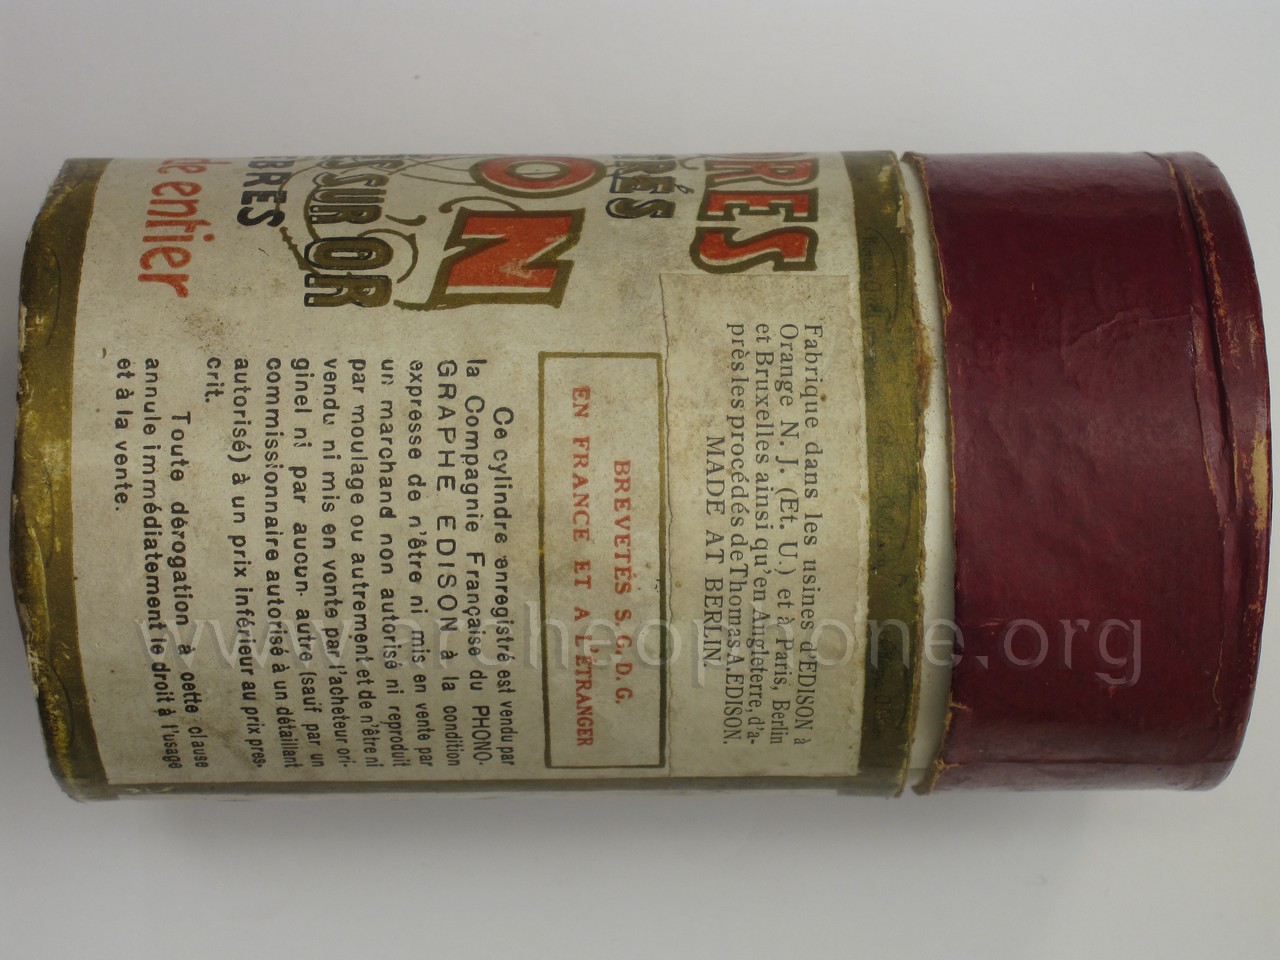 RES
RÉS
ON
SUR OR
BRES
de entier
Fabrique dans les usines d'EDISON à
Orange N. J. (Et. U.) et à Paris, Berlin
et Bruxelles ainsi qu'en Angleterre, d'a-
près les procédés de Thomas A. EDISON.
MADE AT BERLIN.
BREVETÉS S. G. D. G.
EN FRANCE ET A L'ÉTRANGER
Ce cylindre enregistré est vendu par
la Compagnie Française du PHONO-
GRAPHE EDISON à la condition
expresse de n'être ni mis en vente par
un marchand non autorisé ni reproduit
par moulage ou autrement et de n'être ni
vendu ni mis en vente par l'acheteur ori-
ginel ni par aucun autre (sauf par un
commissionnaire autorisé à un détaillant
autorisé) à un prix inférieur au prix pres-
crit.
Toute dérogation à cette clause
annule immédiatement le droit à l'usage
et à la vente.
www.archeophone.org